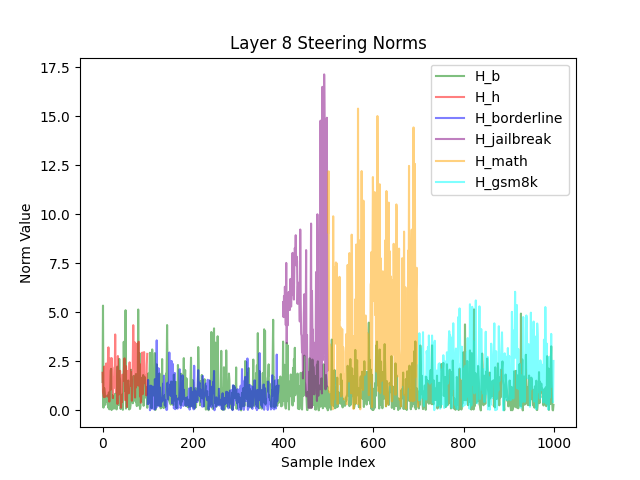 Layer 8 Steering Norms
Norm Value
17.5
15.0
12.5
10.0
7.5
5.0
2.5
0.0
H_b
H_h
H_borderline
H_jailbreak
H_math
H_gsm8k
0
200
400
600
800
1000
Sample Index